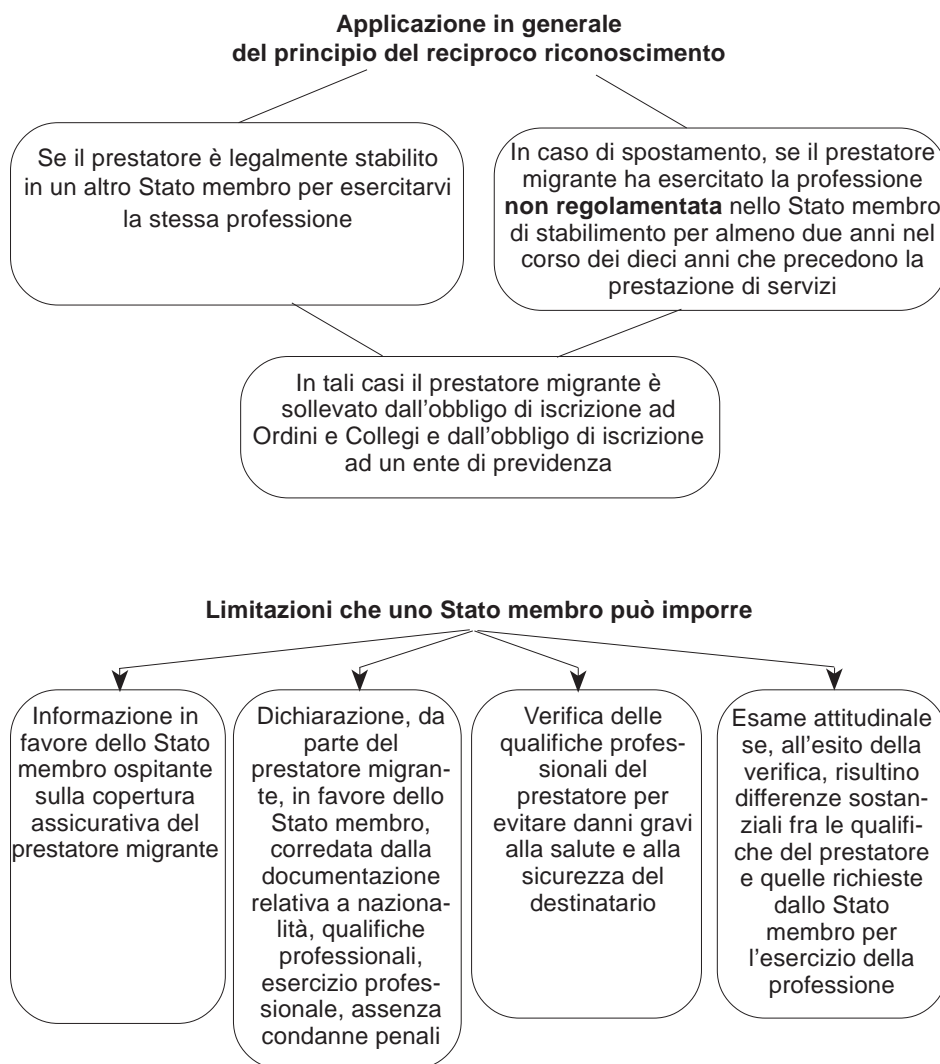 Applicazione in generale
del principio del reciproco riconoscimento
Se il prestatore è legalmente stabilito
in un altro Stato membro per esercitarvi
la stessa professione
In caso di spostamento, se il prestatore
migrante ha esercitato la professione
non regolamentata nello Stato membro
di stabilimento per almeno due anni nel
corso dei dieci anni che precedono la
prestazione di servizi
In tali casi il prestatore migrante è
sollevato dall'obbligo di iscrizione ad
Ordini e Collegi e dall'obbligo di iscrizione
ad un ente di previdenza
Limitazioni che uno Stato membro può imporre
Informazione in
favore dello Stato
membro ospitante
sulla copertura
assicurativa del
prestatore migrante
Dichiarazione, da
parte del
prestatore migran-
te, in favore dello
Stato membro,
corredata dalla
documentazione
relativa a naziona-
lità, qualifiche
professionali,
esercizio profes-
sionale, assenza
condanne penali
Verifica delle
qualifiche profes-
sionali del
prestatore per
evitare danni gravi
alla salute e alla
sicurezza del
destinatario
Esame attitudinale
se, all'esito della
verifica, risultino
differenze sostan-
ziali fra le qualifi-
che del prestatore
e quelle richieste
dallo Stato
membro per
l'esercizio della
professione